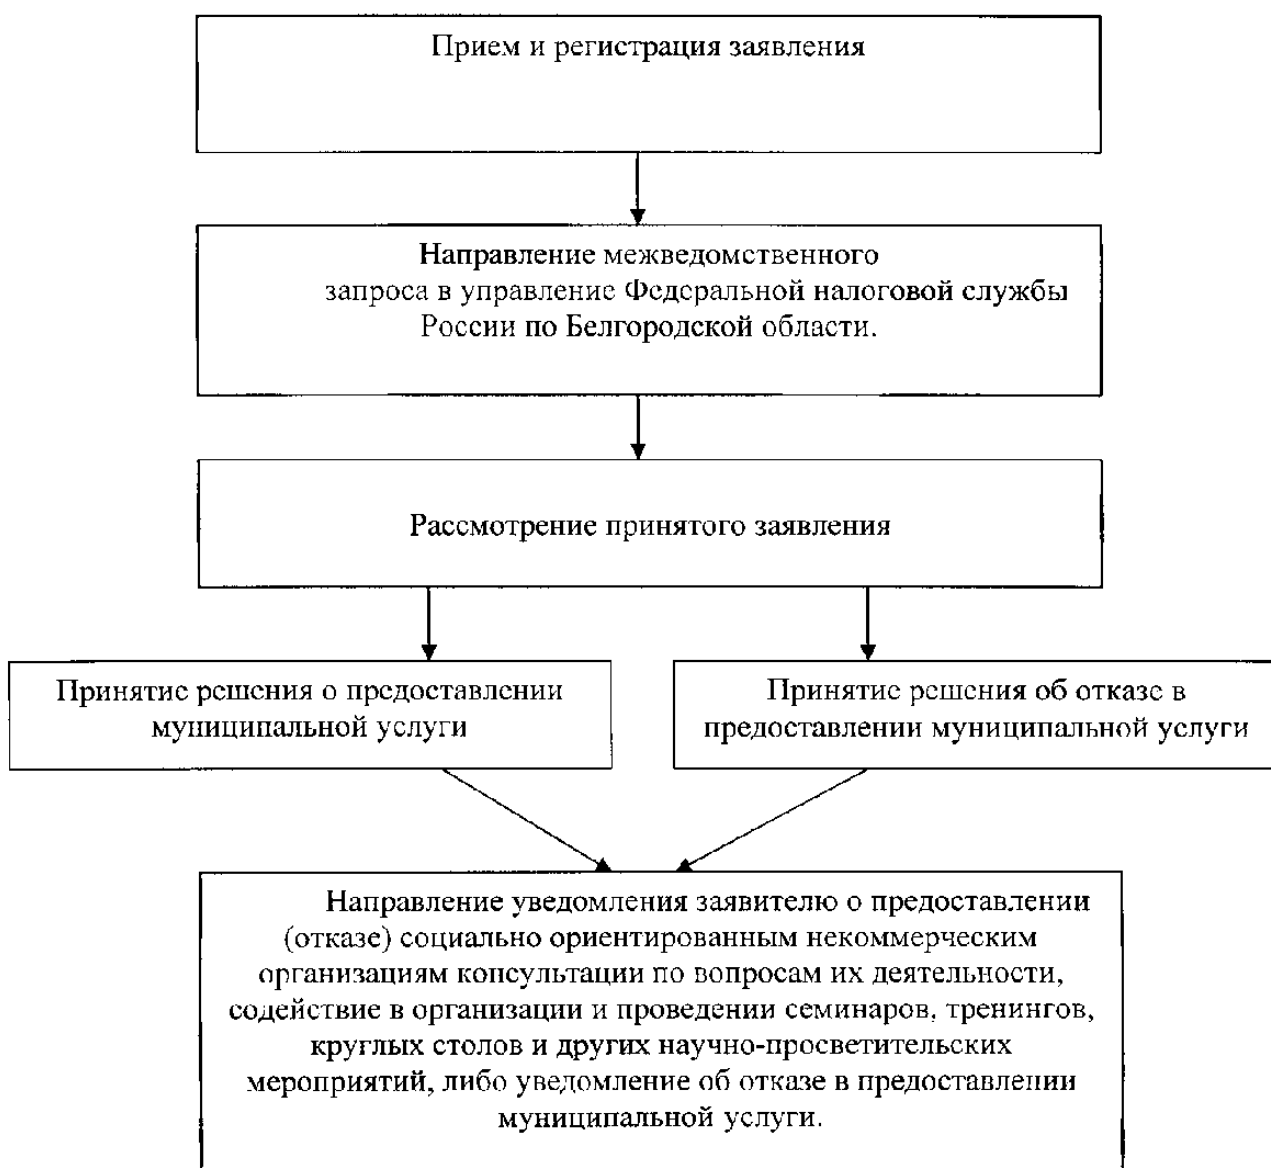 Прием и регистрация заявления
Направление межведомственного
запроса в управление Федеральной налоговой службы
России по Белгородской области.
Рассмотрение принятого заявления
Принятие решения о предоставлении
муниципальной услуги
Принятие решения об отказе в
предоставлении муниципальной услуги
Направление уведомления заявителю о предоставлении
(отказе) социально ориентированным некоммерческим
организациям консультации по вопросам их деятельности,
содействие в организации и проведении семинаров, тренингов,
круглых столов и других научно-просветительских
мероприятий, либо уведомление об отказе в предоставлении
муниципальной услуги.